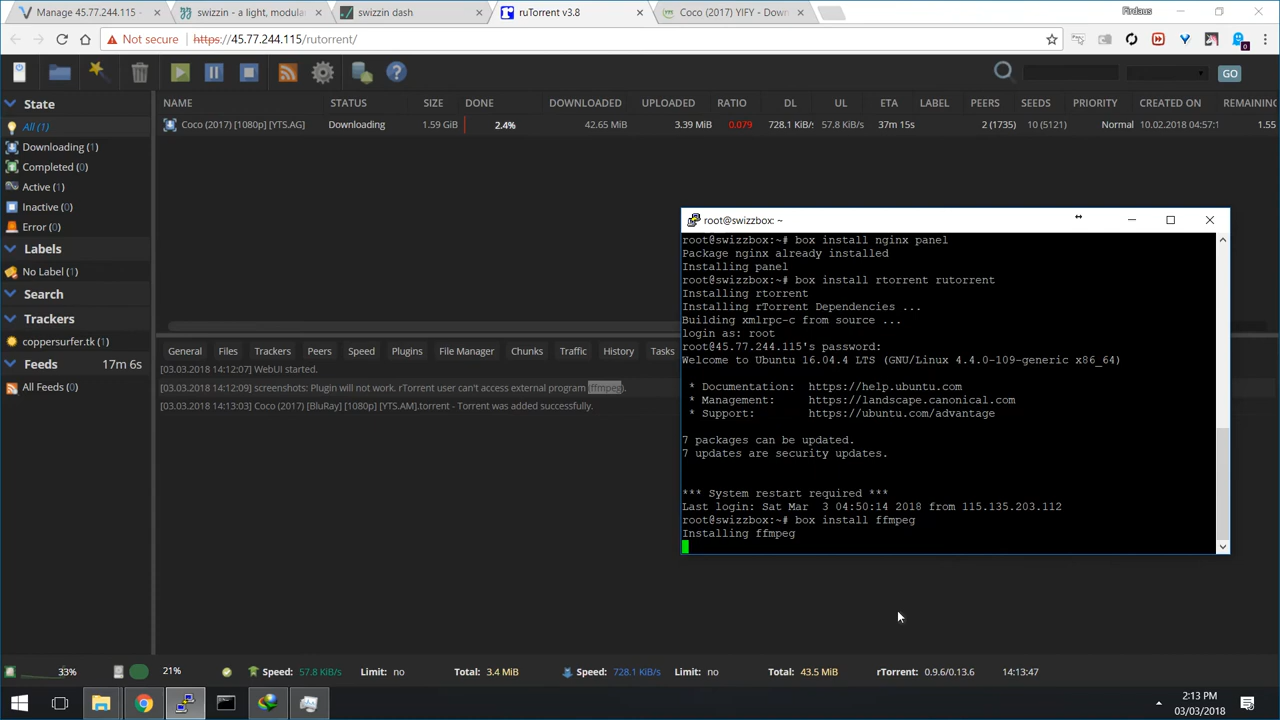 Manage 45.77.244.115 -
swizzin - a light, modula
swizzin dash
ruTorrent v3.8
Coco (2017) YIFY - Down
Firdaus
Not secure
https://45.77.244.115/rutorrent/
GO
State
All (1)
Downloading (1)
Completed (0)
Active (1)
Inactive (0)
Error (0)
Labels
No Label (1)
Search
Trackers
coppersurfer.tk (1)
Feeds 17m 6s
All Feeds (0)
NAME STATUS SIZE DONE DOWNLOADED UPLOADED RATIO DL UL ETA LABEL PEERS SEEDS PRIORITY CREATED ON REMAINING
Coco (2017) [1080p] [YTS.AG] Downloading 1.59 GiB 2.4% 42.65 MiB 3.39 MiB 0.079 728.1 KiB/s 57.8 KiB/s 37m 15s 2 (1735) 10 (5121) Normal 10.02.2018 04:57:1 1.55
General Files Trackers Peers Speed Plugins File Manager Chunks Traffic History Tasks
[03.03.2018 14:12:07] WebUI started.
[03.03.2018 14:12:09] screenshots: Plugin will not work. rTorrent user can't access external program (ffmpeg).
[03.03.2018 14:13:03] Coco (2017) [BluRay] [1080p] [YTS.AM].torrent - Torrent was added successfully.
root@swizzbox: ~
root@swizzbox:~# box install nginx panel
Package nginx already installed
Installing panel
root@swizzbox:~# box install rtorrent rutorrent
Installing rtorrent
Installing rTorrent Dependencies ...
Building xmlrpc-c from source ...
login as: root
root@45.77.244.115's password:
Welcome to Ubuntu 16.04.4 LTS (GNU/Linux 4.4.0-109-generic x86_64)
* Documentation: https://help.ubuntu.com
* Management: https://landscape.canonical.com
* Support: https://ubuntu.com/advantage
7 packages can be updated.
7 updates are security updates.
*** System restart required ***
Last login: Sat Mar 3 04:50:14 2018 from 115.135.203.112
root@swizzbox:~# box install ffmpeg
Installing ffmpeg
33% 21% Speed: 57.8 KiB/s Limit: no Total: 3.4 MiB Speed: 728.1 KiB/s Limit: no Total: 43.5 MiB rTorrent: 0.9.6/0.13.6 14:13:47
2:13 PM
03/03/2018